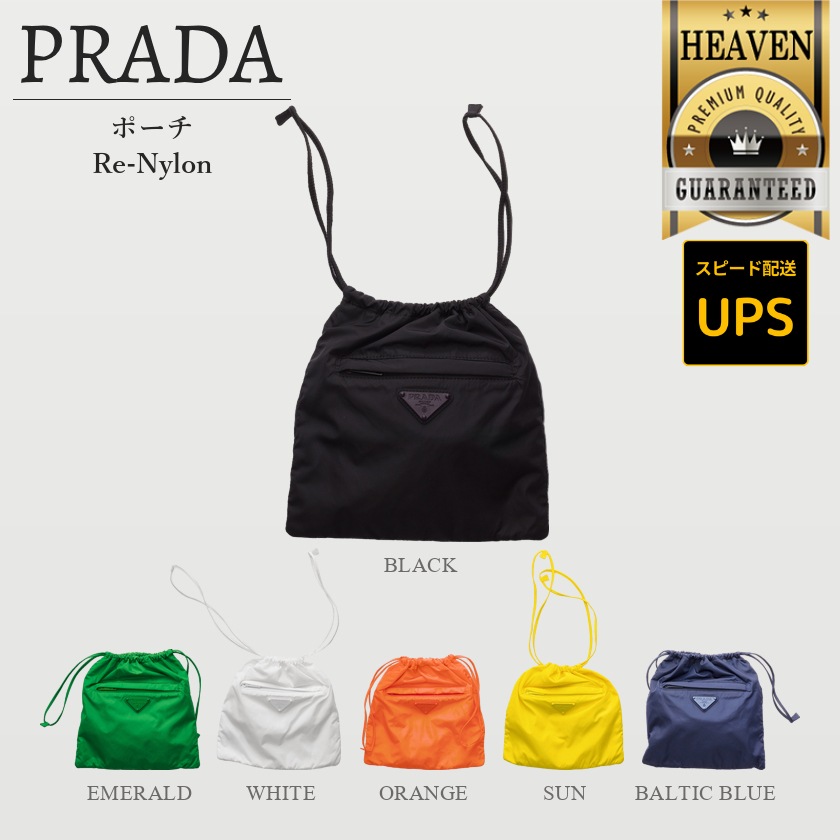 PRADA
ポーチ
Re-Nylon
HEAVEN
PREMIUM QUALITY
GUARANTEED
スピード配送
UPS
PRADA
BLACK
EMERALD
WHITE
ORANGE
SUN
BALTIC BLUE